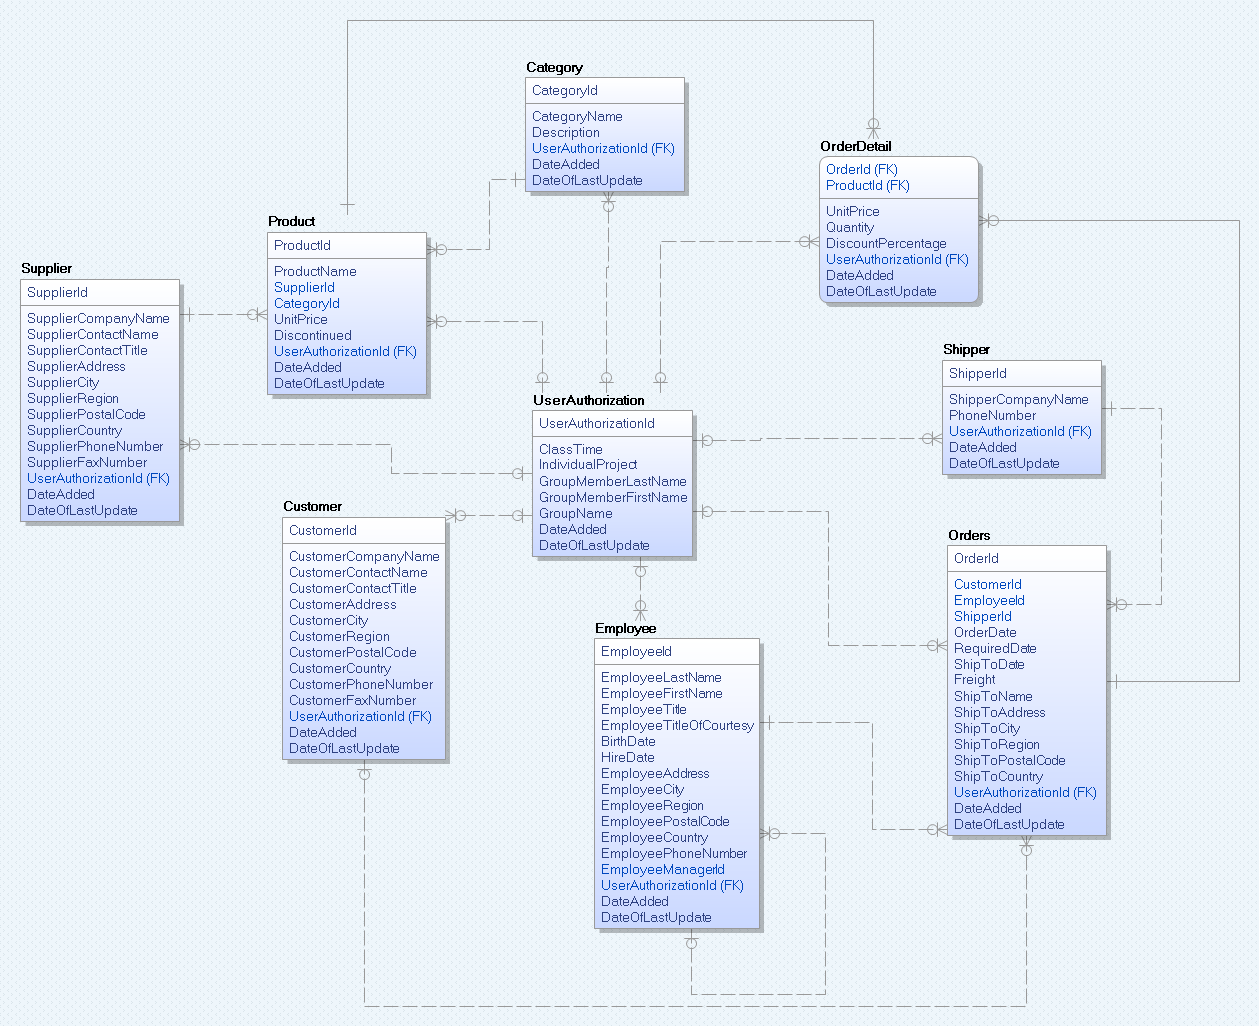 Category
CategoryId
CategoryName
Description
UserAuthorizationId (FK)
DateAdded
DateOfLastUpdate
OrderDetail
OrderId (FK)
ProductId (FK)
UnitPrice
Quantity
DiscountPercentage
UserAuthorizationId (FK)
DateAdded
DateOfLastUpdate
Product
ProductId
ProductName
SupplierId
CategoryId
UnitPrice
Discontinued
UserAuthorizationId (FK)
DateAdded
DateOfLastUpdate
Supplier
SupplierId
SupplierCompanyName
SupplierContactName
SupplierContactTitle
SupplierAddress
SupplierCity
SupplierRegion
SupplierPostalCode
SupplierCountry
SupplierPhoneNumber
SupplierFaxNumber
UserAuthorizationId (FK)
DateAdded
DateOfLastUpdate
Shipper
ShipperId
ShipperCompanyName
PhoneNumber
UserAuthorizationId (FK)
DateAdded
DateOfLastUpdate
UserAuthorization
UserAuthorizationId
ClassTime
IndividualProject
GroupMemberLastName
GroupMemberFirstName
GroupName
DateAdded
DateOfLastUpdate
Customer
CustomerId
CustomerCompanyName
CustomerContactName
CustomerContactTitle
CustomerAddress
CustomerCity
CustomerRegion
CustomerPostalCode
CustomerCountry
CustomerPhoneNumber
CustomerFaxNumber
UserAuthorizationId (FK)
DateAdded
DateOfLastUpdate
Orders
OrderId
CustomerId
EmployeeId
ShipperId
OrderDate
RequiredDate
ShipToDate
Freight
ShipToName
ShipToAddress
ShipToCity
ShipToRegion
ShipToPostalCode
ShipToCountry
UserAuthorizationId (FK)
DateAdded
DateOfLastUpdate
Employee
EmployeeId
EmployeeLastName
EmployeeFirstName
EmployeeTitle
EmployeeTitleOfCourtesy
BirthDate
HireDate
EmployeeAddress
EmployeeCity
EmployeeRegion
EmployeePostalCode
EmployeeCountry
EmployeePhoneNumber
EmployeeManagerId
UserAuthorizationId (FK)
DateAdded
DateOfLastUpdate